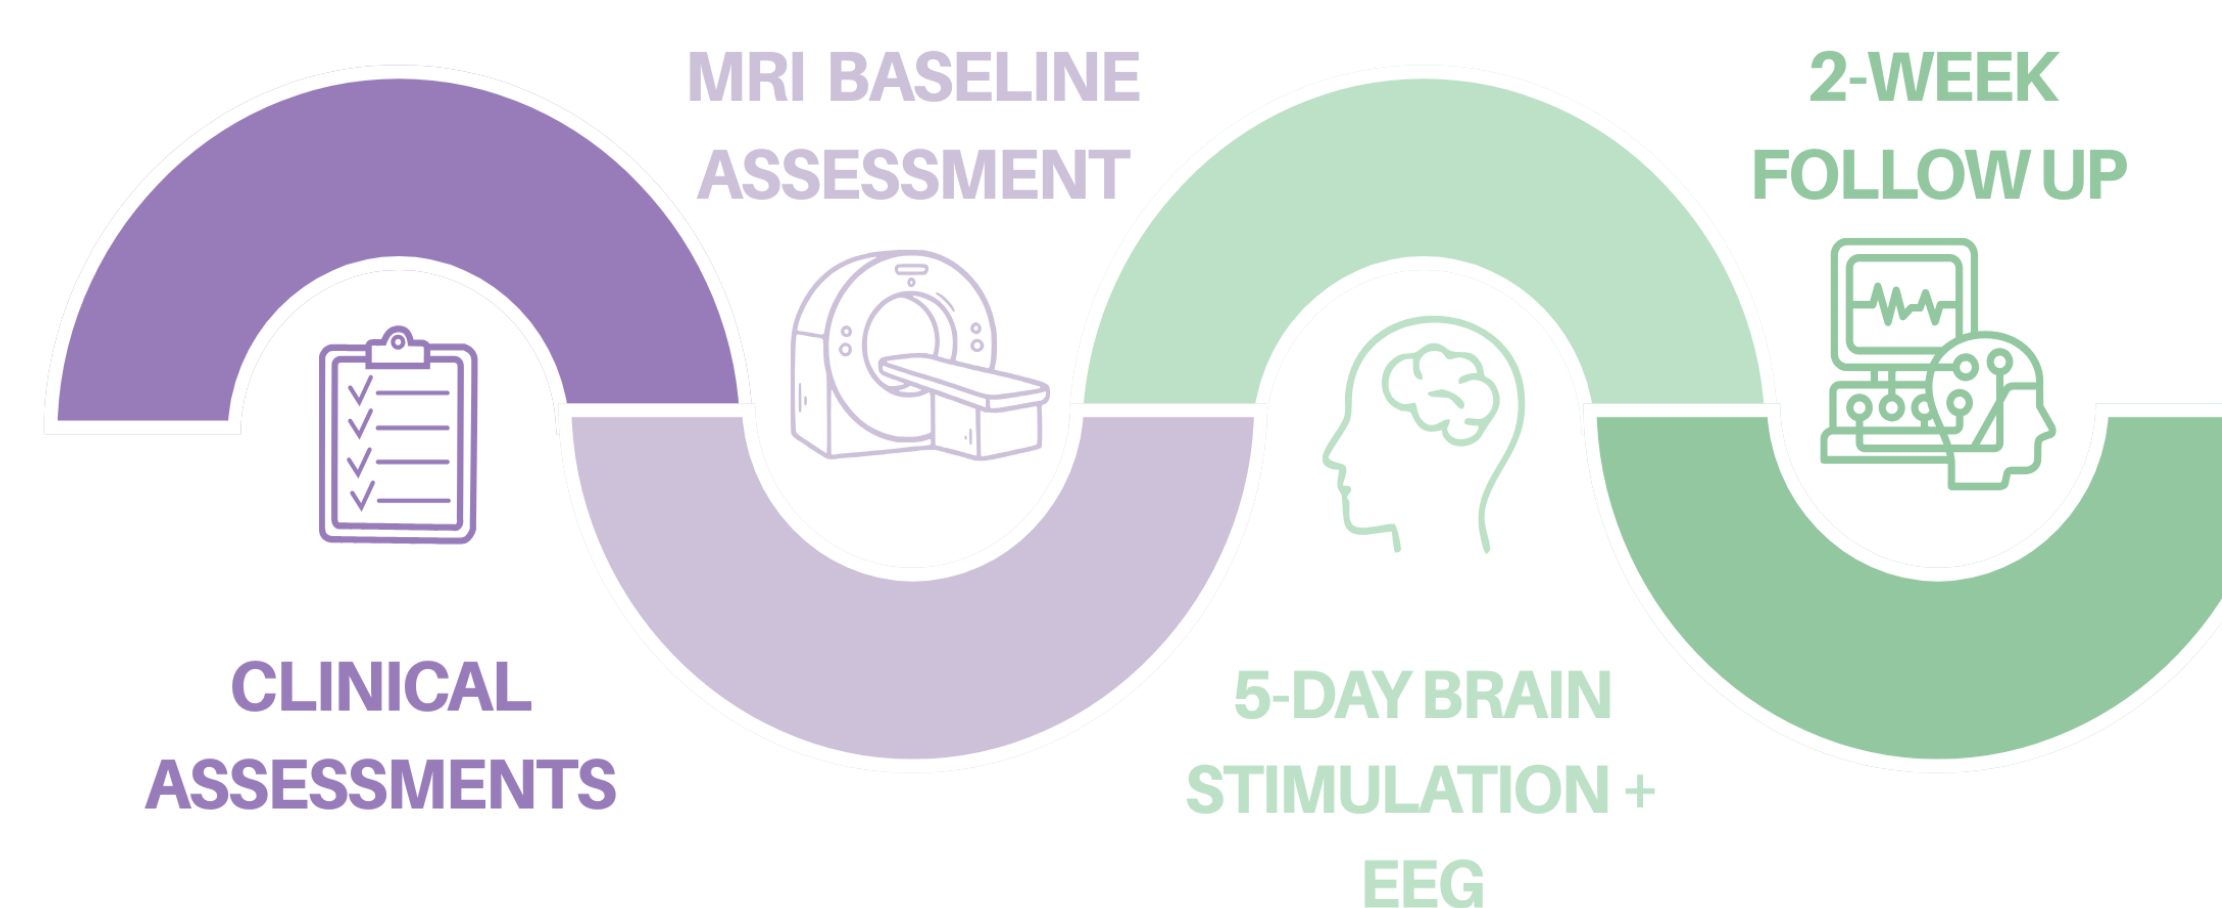 CLINICAL
ASSESSMENTS
MRI BASELINE
ASSESSMENT
5-DAY BRAIN
STIMULATION +
EEG
2-WEEK
FOLLOW UP